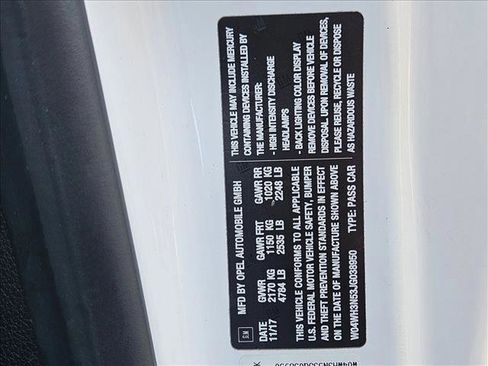 MFD BY OPEL AUTOMOBILE GMBH
GM
DATE GVWR GAWR FRT GAWR RR
11/17 2170 KG 1150 KG 1020 KG
4784 LB 2535 LB 2248 LB
THIS VEHICLE CONFORMS TO ALL APPLICABLE
U.S. FEDERAL MOTOR VEHICLE SAFETY, BUMPER
AND THEFT PREVENTION STANDARDS IN EFFECT
ON THE DATE OF MANUFACTURE SHOWN ABOVE
W04WH3N53JG038950 TYPE: PASS CAR
THIS VEHICLE MAY INCLUDE MERCURY
CONTAINING DEVICES INSTALLED BY
THE MANUFACTURER:
- HIGH INTENSITY DISCHARGE
HEADLAMPS
- BACK LIGHTING COLOR DISPLAY
REMOVE DEVICES BEFORE VEHICLE
DISPOSAL. UPON REMOVAL OF DEVICES,
PLEASE REUSE, RECYCLE OR DISPOSE
AS HAZARDOUS WASTE